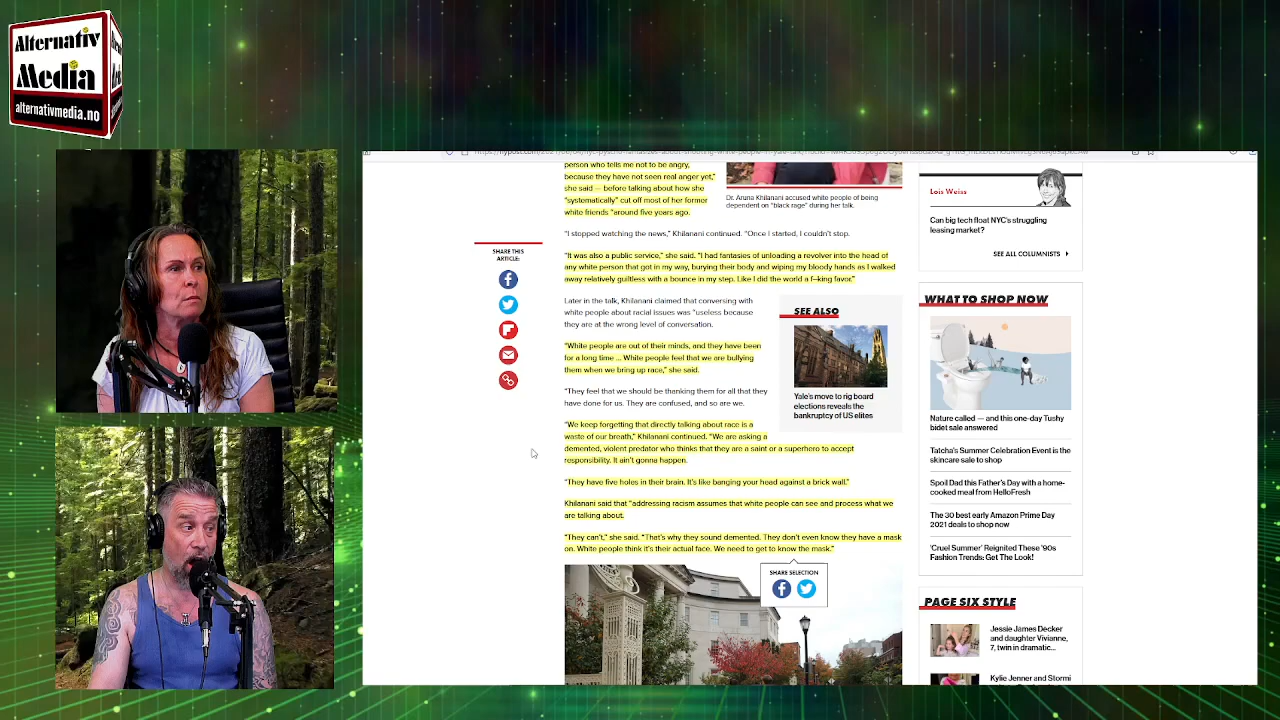 Alternativ
Media
alternativmedia.no
person who tells me not to be angry,
because they have not seen real anger yet,"
she said — before talking about how she
"systematically" cut off most of her former
white friends "around five years ago.
Dr. Aruna Khilanani accused white people of being
dependent on "black rage" during her talk.
"I stopped watching the news," Khilanani continued. "Once I started, I couldn't stop.
"It was also a public service," she said. "I had fantasies of unloading a revolver into the head of
any white person that got in my way, burying their body and wiping my bloody hands as I walked
away relatively guiltless with a bounce in my step. Like I did the world a f--king favor."
Later in the talk, Khilanani claimed that conversing with
white people about racial issues was "useless because
they are at the wrong level of conversation.
"White people are out of their minds, and they have been
for a long time ... White people feel that we are bullying
them when we bring up race," she said.
"They feel that we should be thanking them for all that they
have done for us. They are confused, and so are we.
"We keep forgetting that directly talking about race is a
waste of our breath," Khilanani continued. "We are asking a
demented, violent predator who thinks that they are a saint or a superhero to accept
responsibility. It ain't gonna happen.
"They have five holes in their brain. It's like banging your head against a brick wall."
Khilanani said that "addressing racism assumes that white people can see and process what we
are talking about.
"They can't," she said. "That's why they sound demented. They don't even know they have a mask
on. White people think it's their actual face. We need to get to know the mask."
SHARE THIS
ARTICLE:
SHARE SELECTION
SEE ALSO
Yale's move to rig board
elections reveals the
bankruptcy of US elites
Lois Weiss
Can big tech float NYC's struggling
leasing market?
SEE ALL COLUMNISTS
WHAT TO SHOP NOW
Nature called — and this one-day Tushy
bidet sale answered
Tatcha's Summer Celebration Event is the
skincare sale to shop
Spoil Dad this Father's Day with a home-
cooked meal from HelloFresh
The 30 best early Amazon Prime Day
2021 deals to shop now
'Cruel Summer' Reignited These '90s
Fashion Trends: Get The Look!
PAGE SIX STYLE
Jessie James Decker
and daughter Vivianne,
7, twin in dramatic...
Kylie Jenner and Stormi